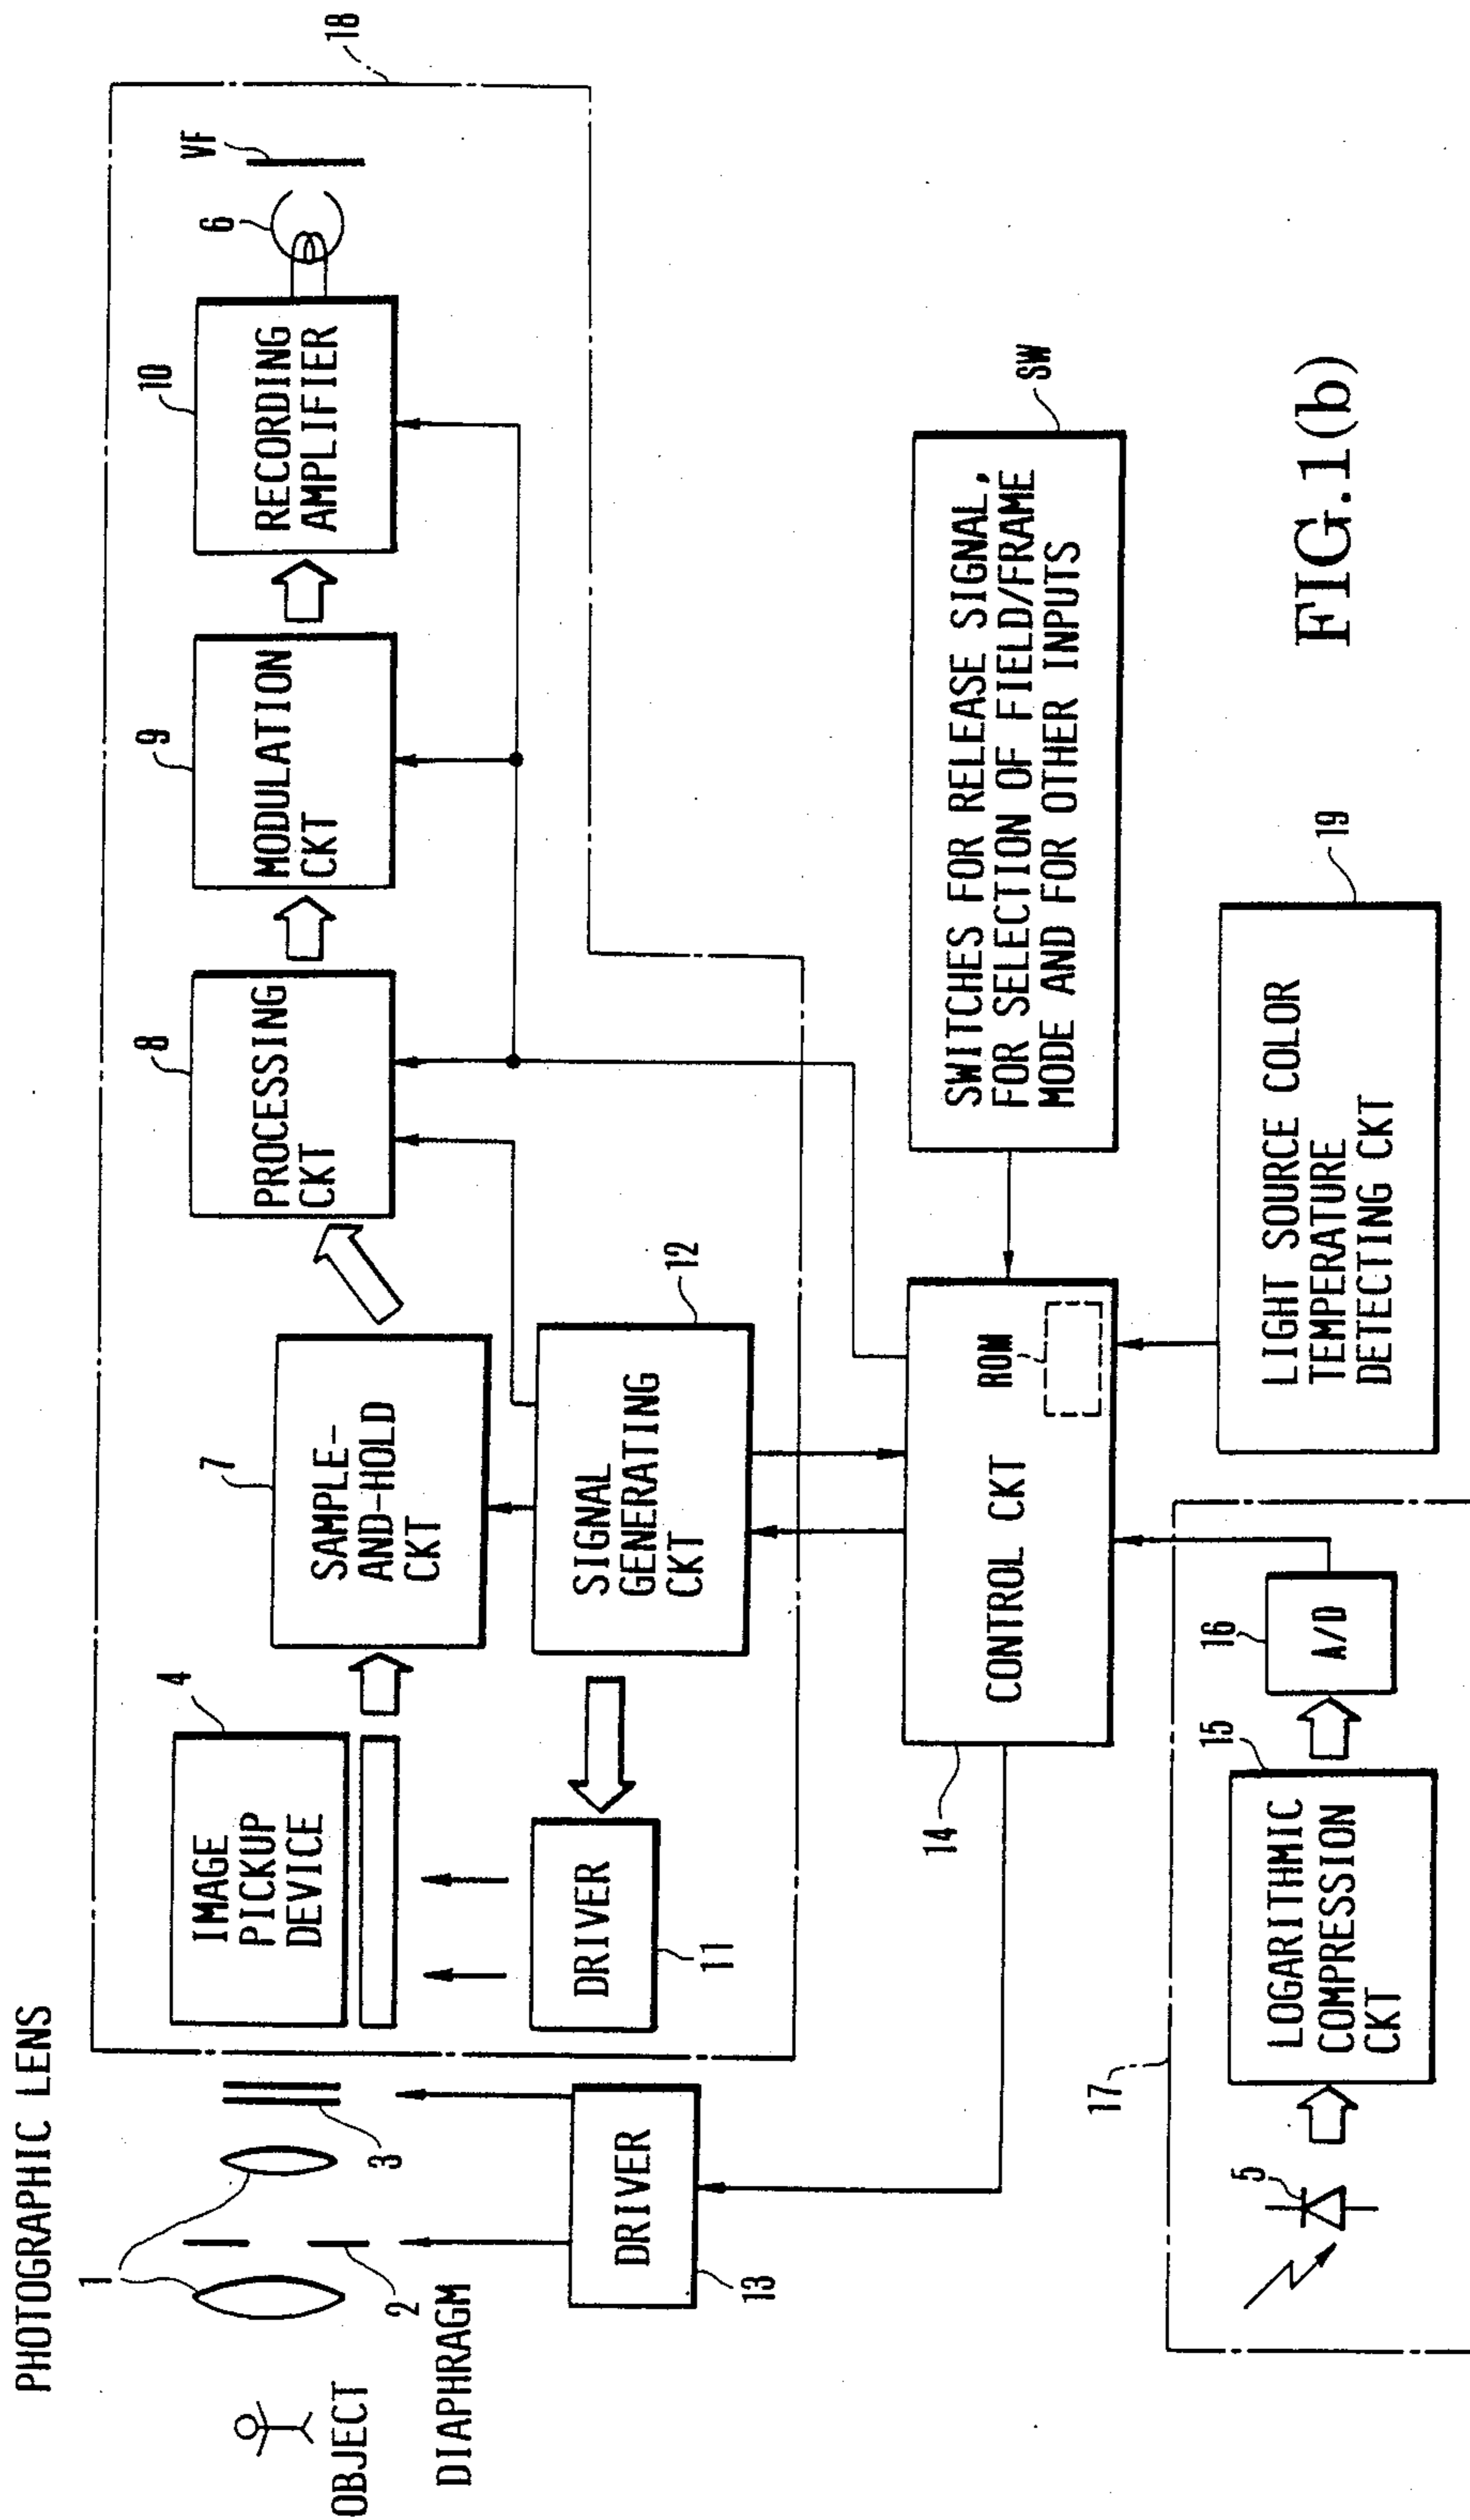 PHOTOGRAPHIC LENS
1
OBJECT
2
DIAPHRAGM
3
DRIVER
13
IMAGE
PICKUP
DEVICE
4
DRIVER
11
7
SAMPLE-
AND-HOLD
CKT
SIGNAL
GENERATING
CKT
12
8
PROCESSING
CKT
9
MODULATION
CKT
10
RECORDING
AMPLIFIER
6
VF
18
14
CONTROL CKT
ROM
SWITCHES FOR RELEASE SIGNAL,
FOR SELECTION OF FIELD/FRAME
MODE AND FOR OTHER INPUTS
SW
17
5
LOGARITHMIC
COMPRESSION
CKT
15
16
A/D
LIGHT SOURCE COLOR
TEMPERATURE
DETECTING CKT
19
FIG.1(b)